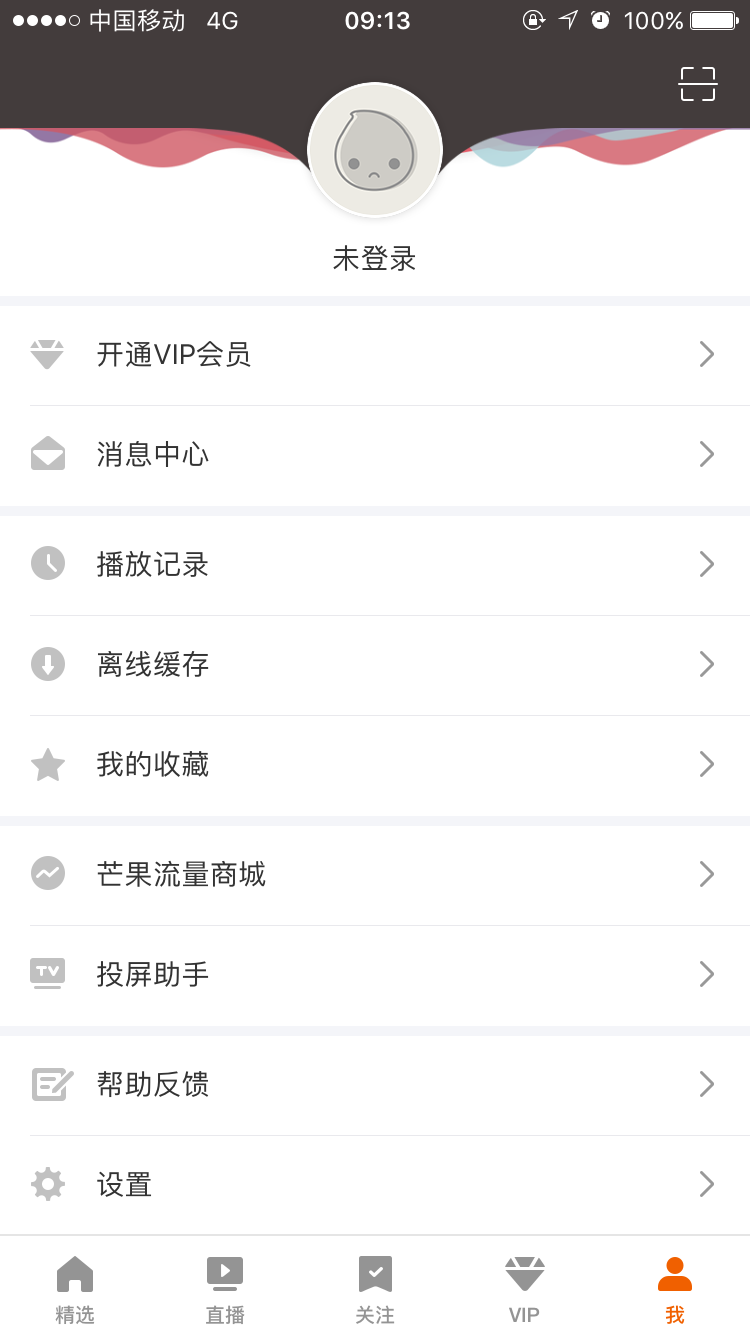 中国移动 4G 09:13 100%
未登录
开通VIP会员
消息中心
播放记录
离线缓存
我的收藏
芒果流量商城
TV 投屏助手
帮助反馈
设置
精选 直播 关注 VIP 我